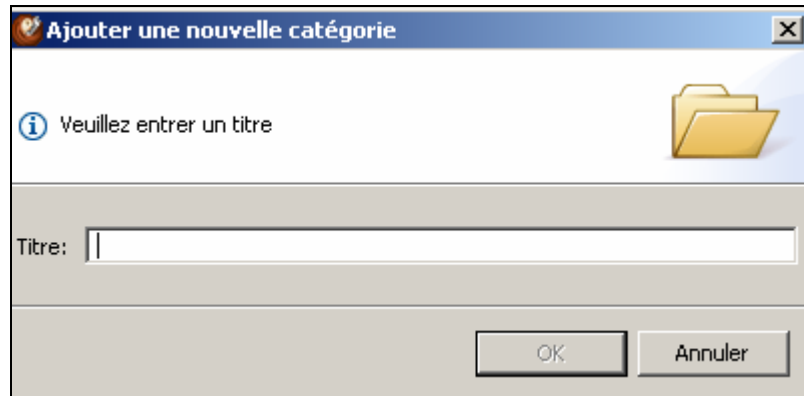 Ajouter une nouvelle catégorie
Veuillez entrer un titre
Titre:
OK
Annuler